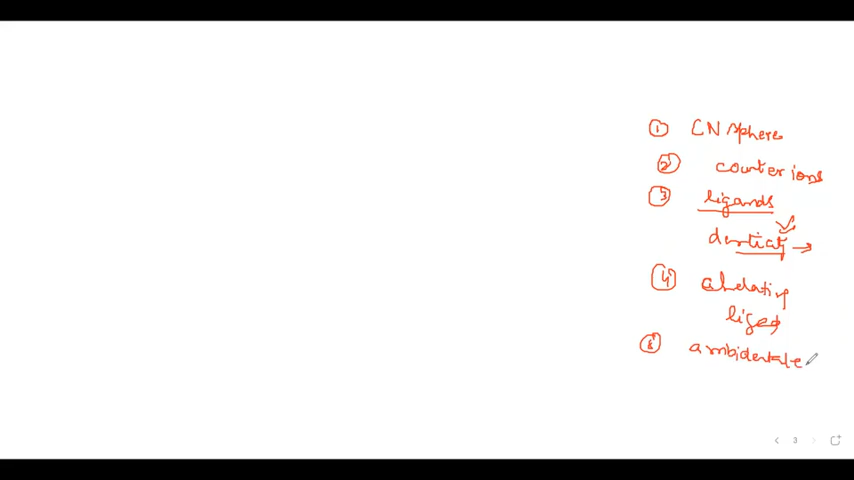 ① CN sphere
② counter ions
③ ligands
denticity →
④ chelating
ligand
⑤ ambidentate
3